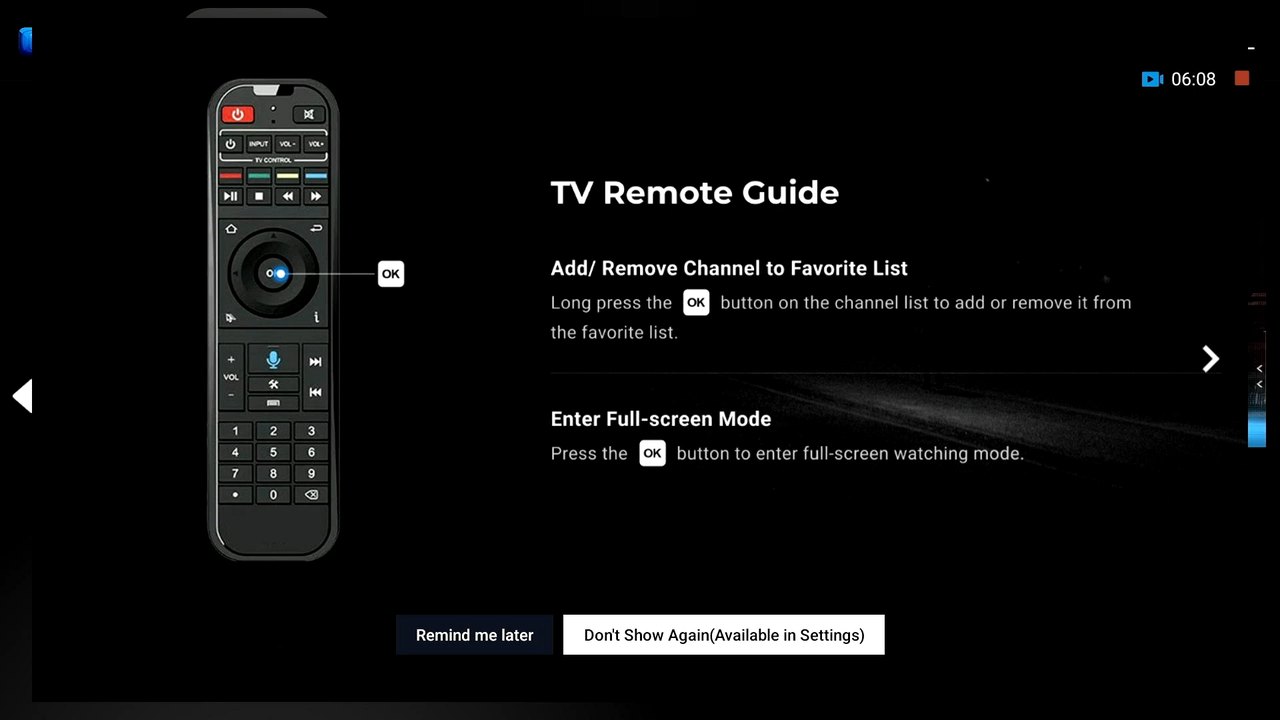 06:08
INPUT
VOL -
VOL+
TV CONTROL
OK
TV Remote Guide
Add/ Remove Channel to Favorite List
Long press the OK button on the channel list to add or remove it from
the favorite list.
+
VOL
-
1 2 3
4 5 6
7 8 9
• 0
Enter Full-screen Mode
Press the OK button to enter full-screen watching mode.
Remind me later
Don't Show Again(Available in Settings)